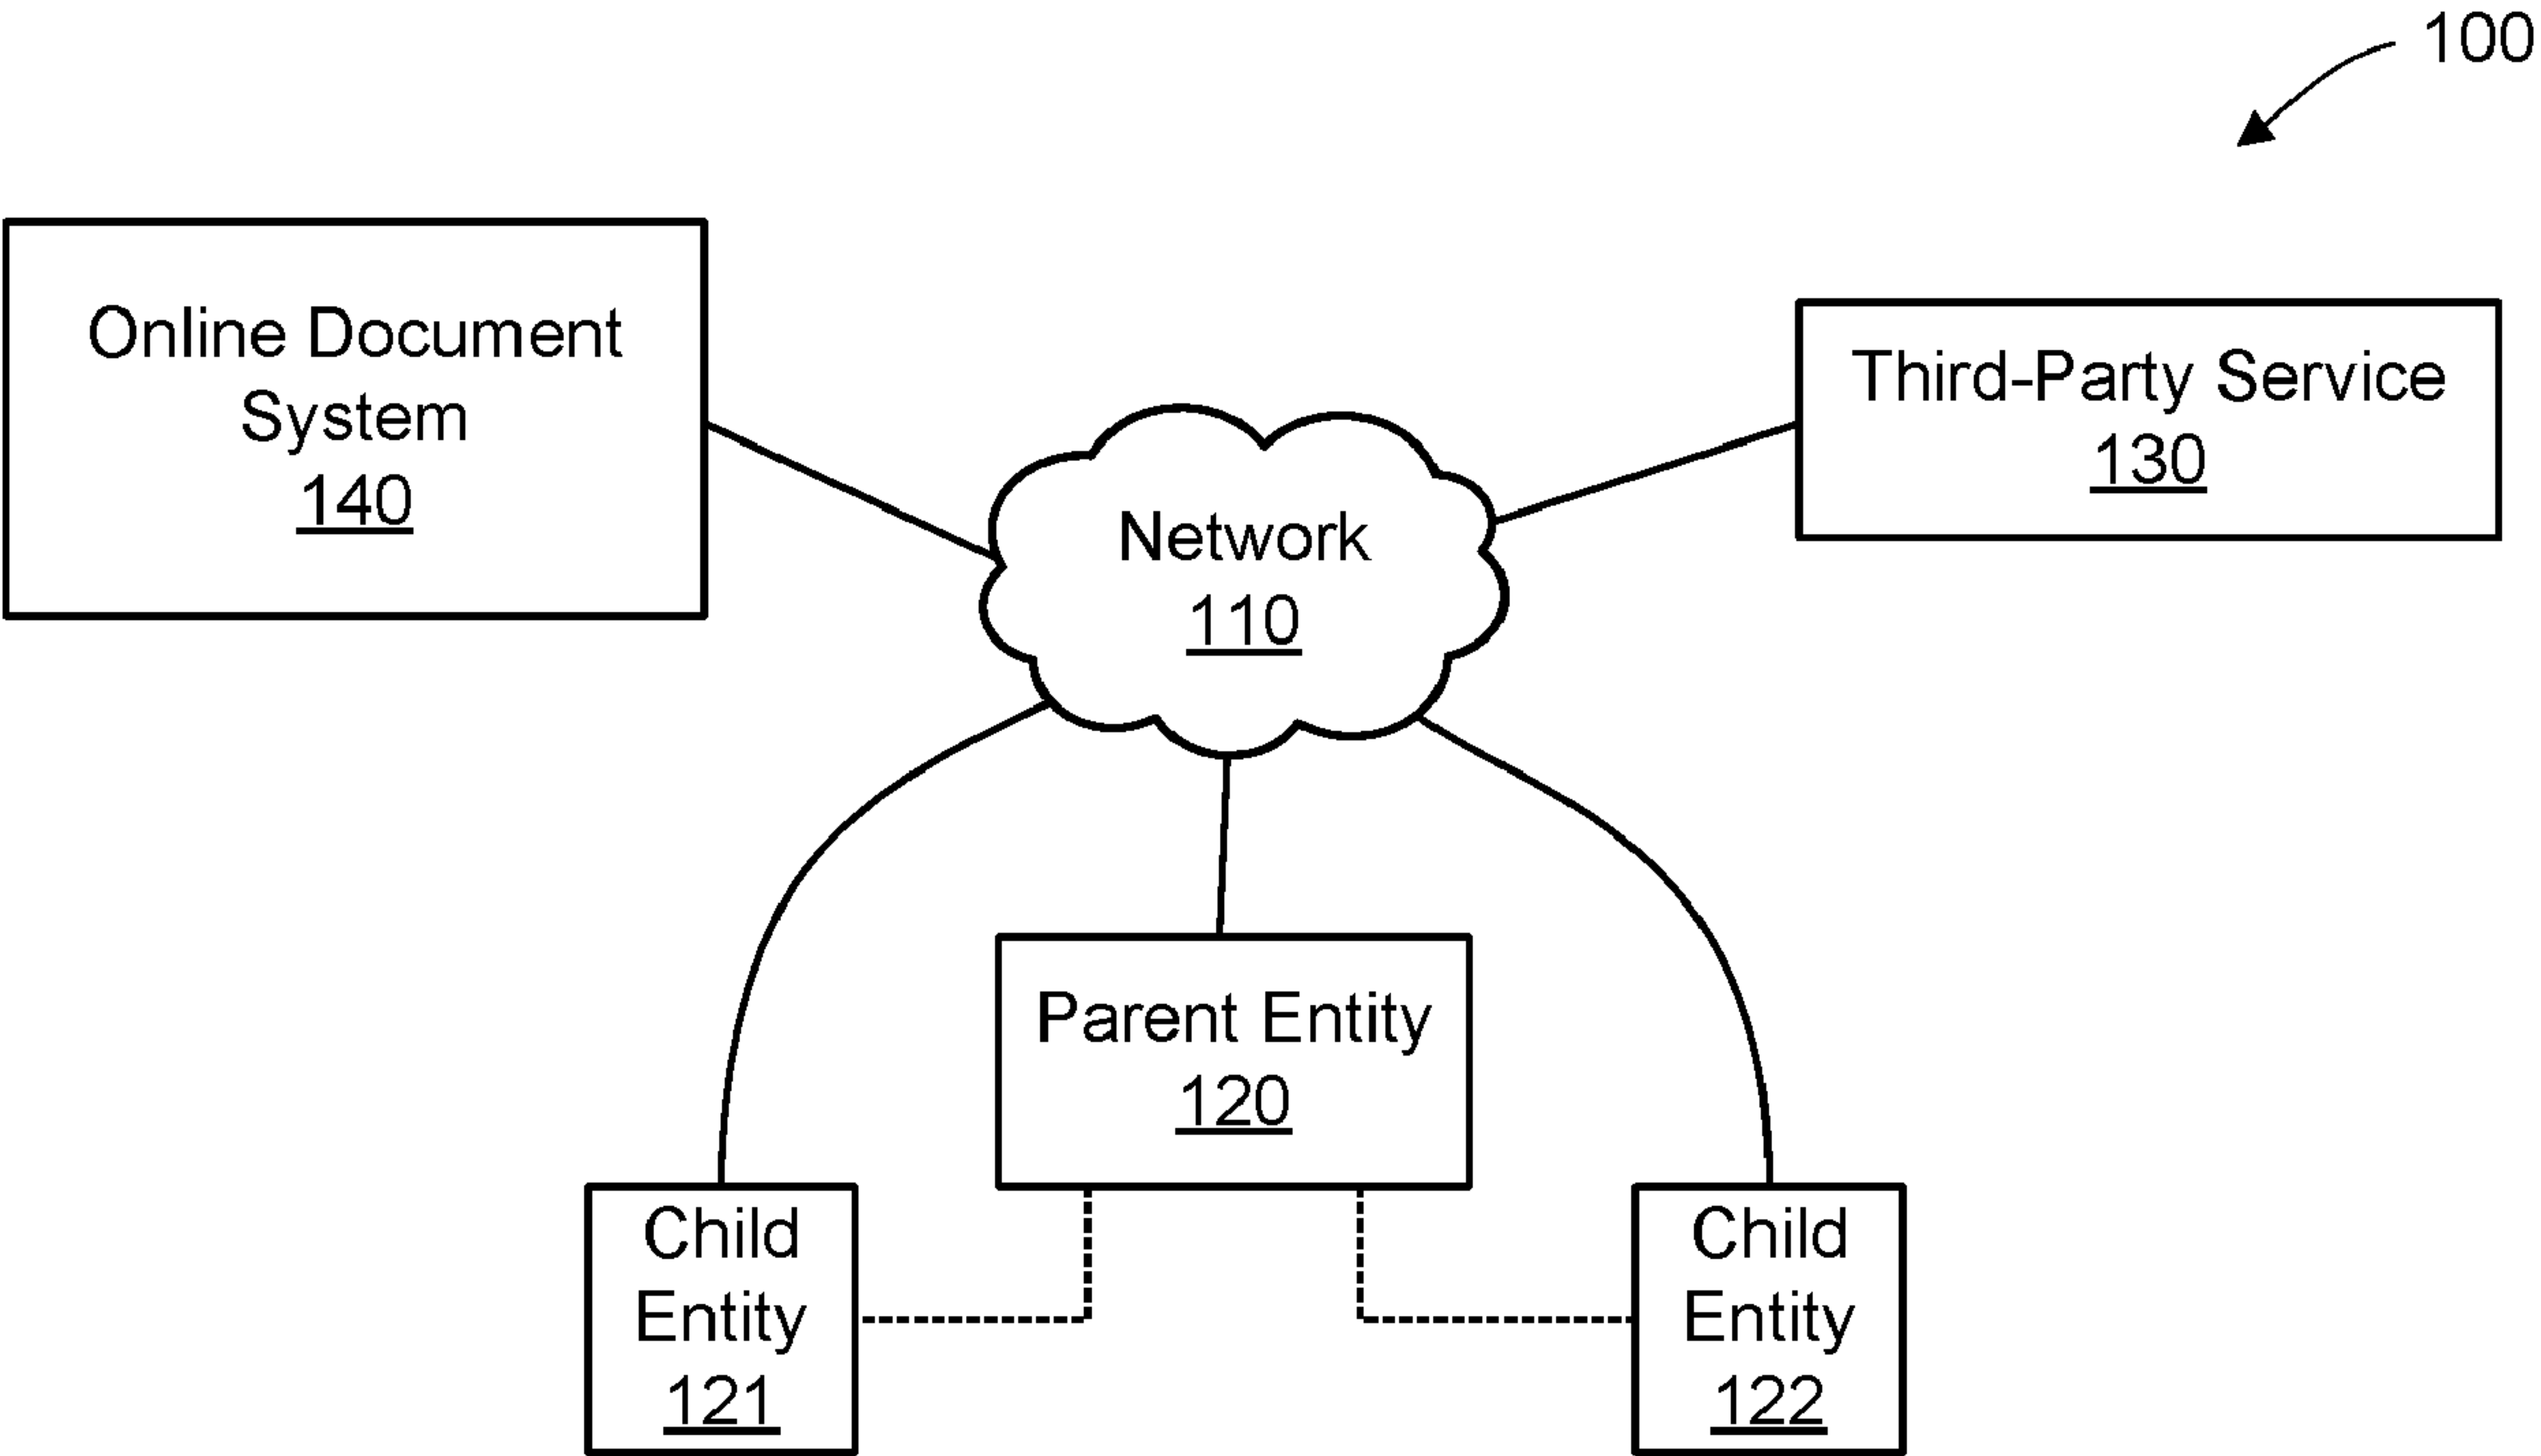 100
Online Document
System
140
Third-Party Service
130
Network
110
Parent Entity
120
Child
Entity
121
Child
Entity
122